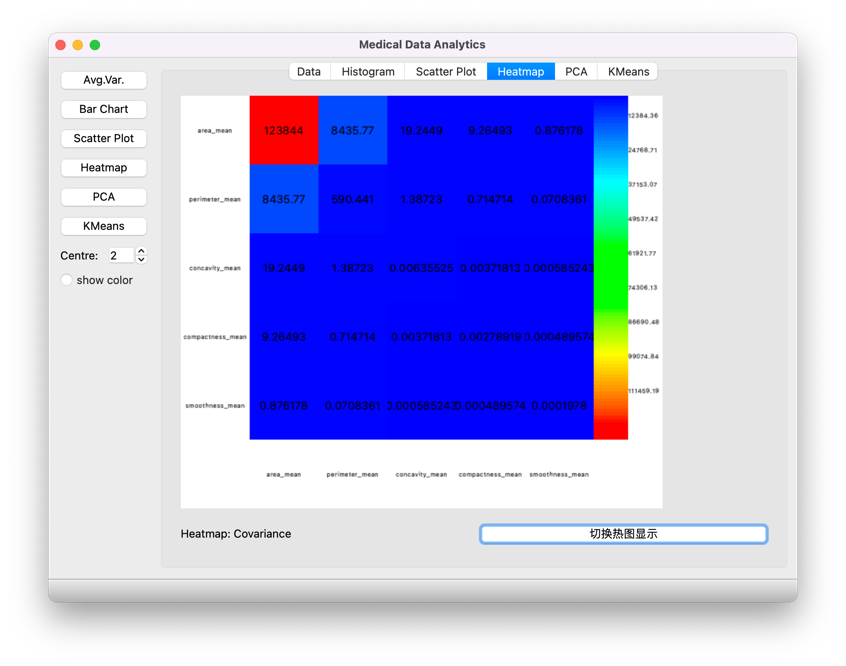 Medical Data Analytics
Data Histogram Scatter Plot Heatmap PCA KMeans
Avg.Var.
Bar Chart
Scatter Plot
Heatmap
PCA
KMeans
Centre: 2
show color
area_mean 123844 8435.77 19.2449 9.26493 0.876178
perimeter_mean 8435.77 590.441 1.38723 0.714714 0.0708361
concavity_mean 19.2449 1.38723 0.00635525 0.00371813 0.000585243
compactness_mean 9.26493 0.714714 0.00371813 0.00278919 0.000489574
smoothness_mean 0.876178 0.0708361 0.000585243 0.000489574 0.0001978
area_mean perimeter_mean concavity_mean compactness_mean smoothness_mean
12384.36
24768.71
37153.07
49537.42
61921.77
74306.13
86690.48
99074.84
111459.19
Heatmap: Covariance
切换热图显示